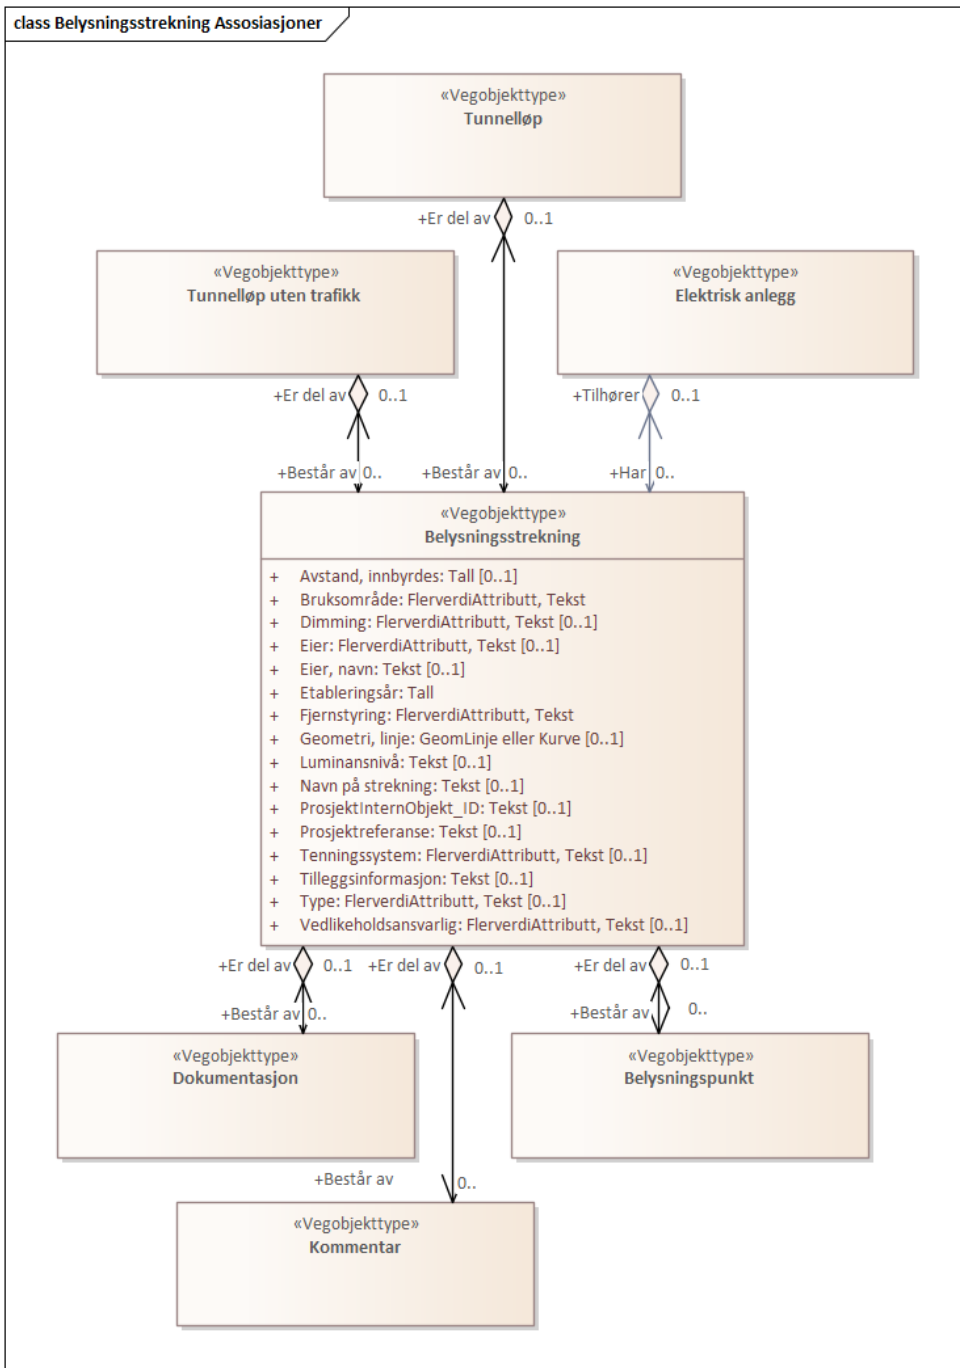 class Belysningsstrekning Assosiasjoner
«Vegobjekttype»
Tunnelløp
+Er del av 0..1
«Vegobjekttype»
Tunnelløp uten trafikk
«Vegobjekttype»
Elektrisk anlegg
+Er del av 0..1
+Tilhører 0..1
+Består av 0..
+Består av 0..
+Har 0..
«Vegobjekttype»
Belysningsstrekning
+ Avstand, innbyrdes: Tall [0..1]
+ Bruksområde: FlerverdiAttributt, Tekst
+ Dimming: FlerverdiAttributt, Tekst [0..1]
+ Eier: FlerverdiAttributt, Tekst [0..1]
+ Eier, navn: Tekst [0..1]
+ Etableringsår: Tall
+ Fjernstyring: FlerverdiAttributt, Tekst
+ Geometri, linje: GeomLinje eller Kurve [0..1]
+ Luminansnivå: Tekst [0..1]
+ Navn på strekning: Tekst [0..1]
+ ProsjektInternObjekt_ID: Tekst [0..1]
+ Prosjektreferanse: Tekst [0..1]
+ Tenningssystem: FlerverdiAttributt, Tekst [0..1]
+ Tilleggsinformasjon: Tekst [0..1]
+ Type: FlerverdiAttributt, Tekst [0..1]
+ Vedlikeholdsansvarlig: FlerverdiAttributt, Tekst [0..1]
+Er del av 0..1
+Er del av 0..1
+Er del av 0..1
+Består av 0..
+Består av 0..
«Vegobjekttype»
Dokumentasjon
«Vegobjekttype»
Belysningspunkt
+Består av 0..
«Vegobjekttype»
Kommentar